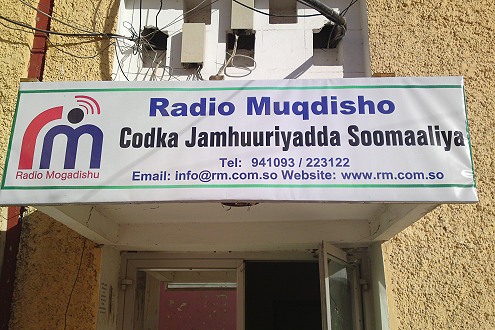 Radio Muqdisho
Codka Jamhuuriyadda Soomaaliya
Tel: 941093 / 223122
Email: info@rm.com.so Website: www.rm.com.so
rm
Radio Mogadishu